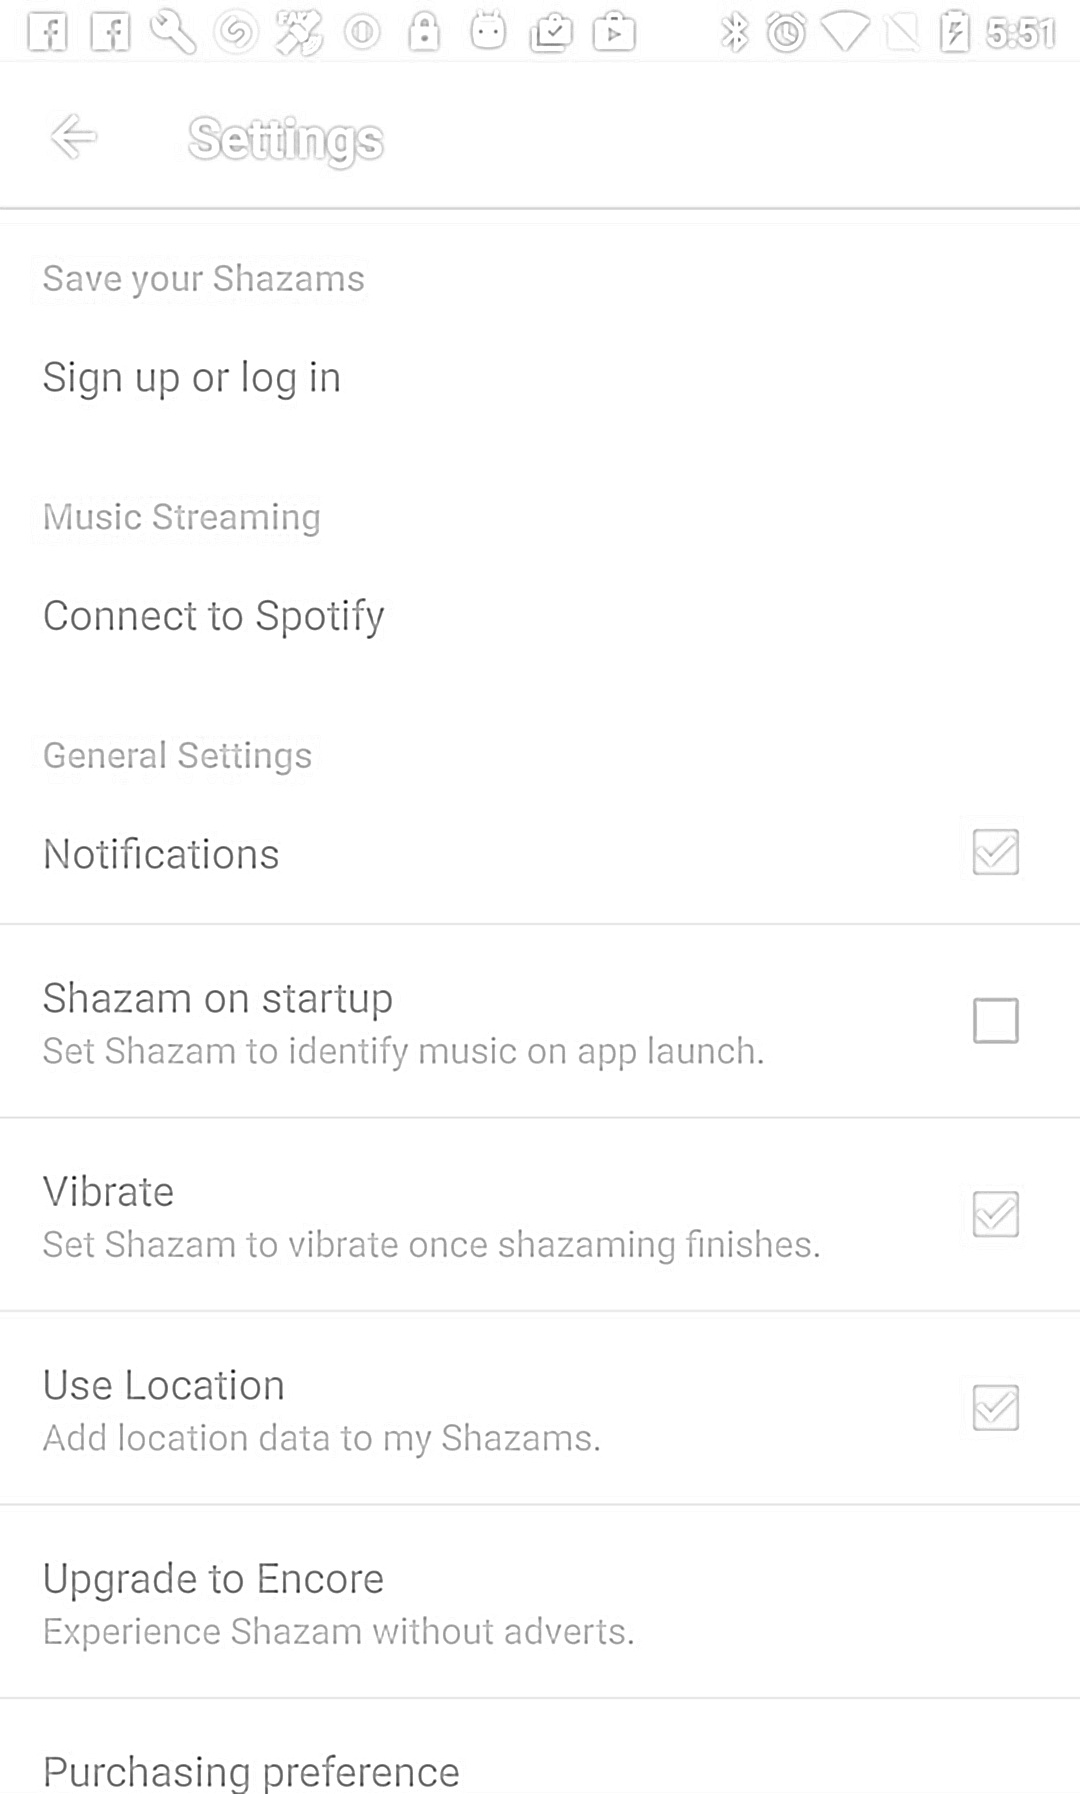 5:51
Settings
Save your Shazams
Sign up or log in
Music Streaming
Connect to Spotify
General Settings
Notifications
Shazam on startup
Set Shazam to identify music on app launch.
Vibrate
Set Shazam to vibrate once shazaming finishes.
Use Location
Add location data to my Shazams.
Upgrade to Encore
Experience Shazam without adverts.
Purchasing preference